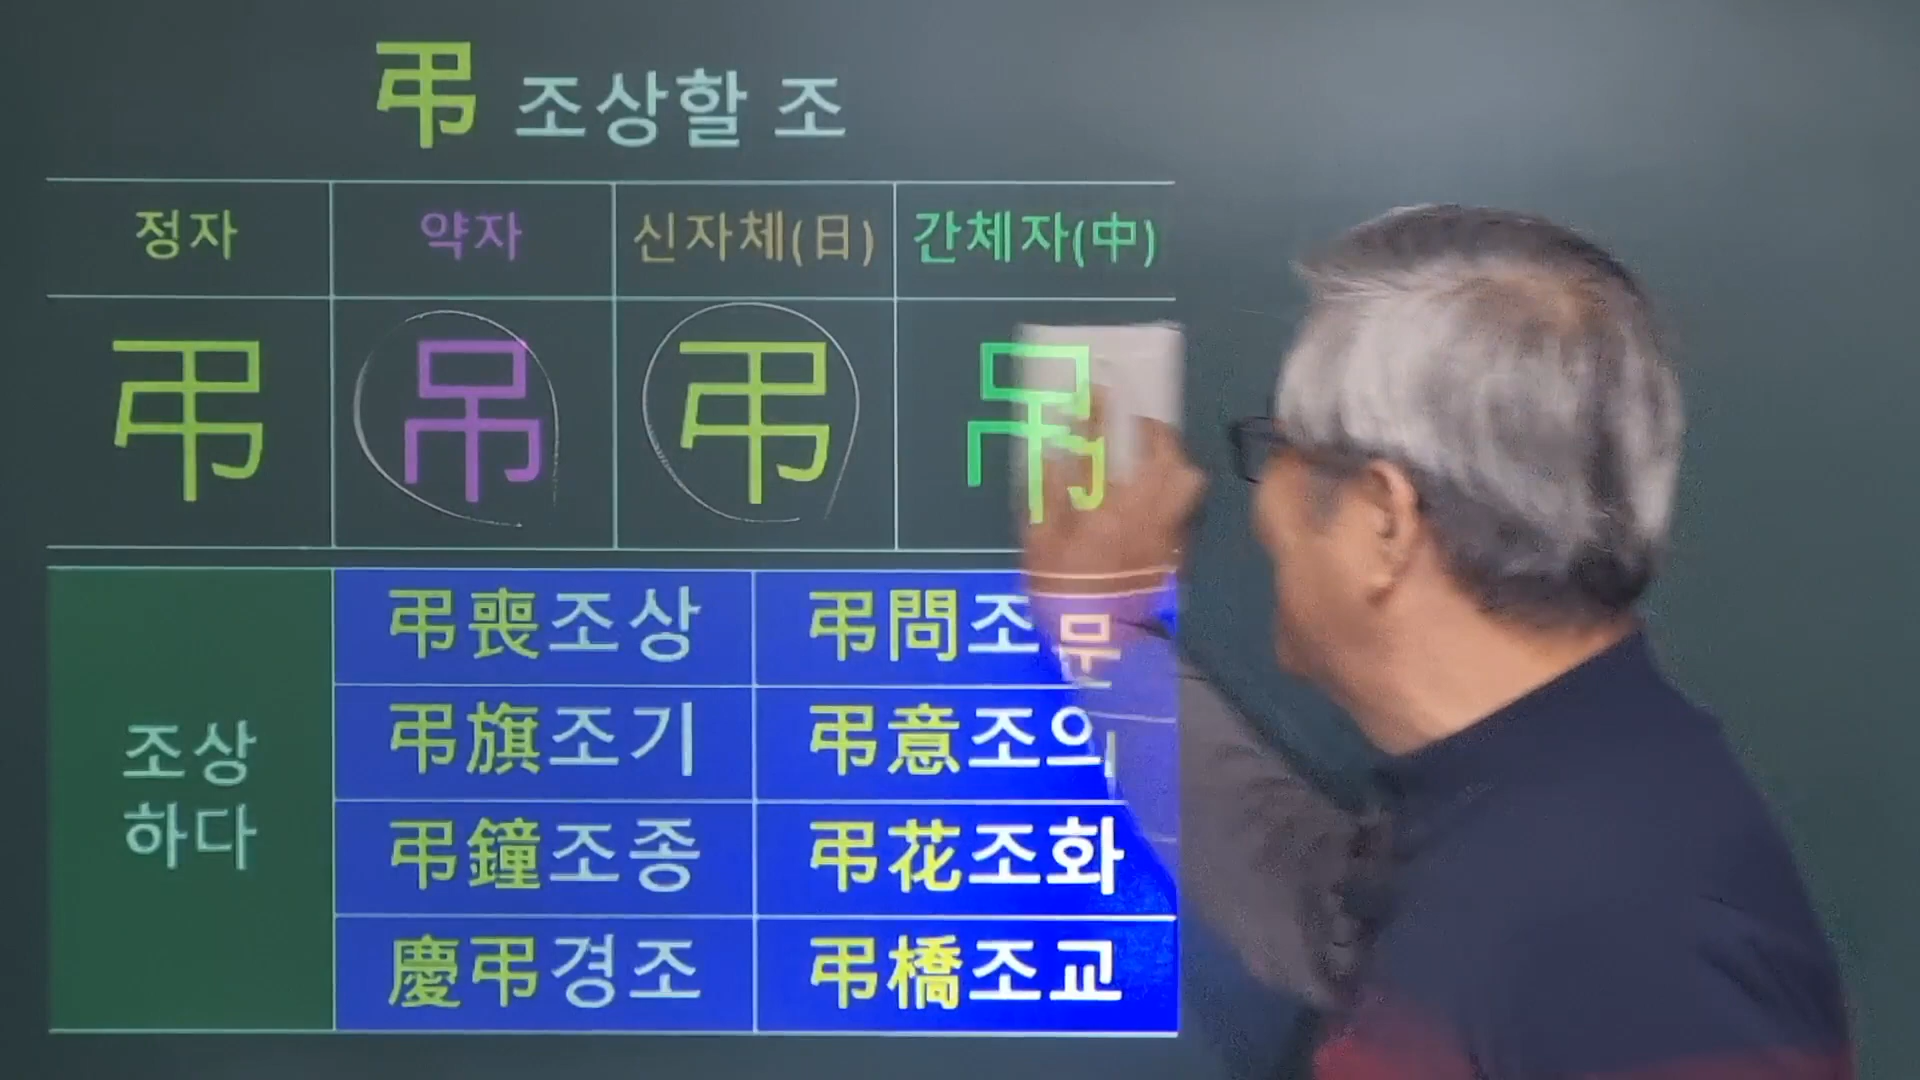 弔 조상할 조
정자 약자 신자체(日) 간체자(中)
弔 吊 弔 吊
조상
하다
弔喪조상 弔問조문
弔旗조기 弔意조의
弔鐘조종 弔花조화
慶弔경조 弔橋조교